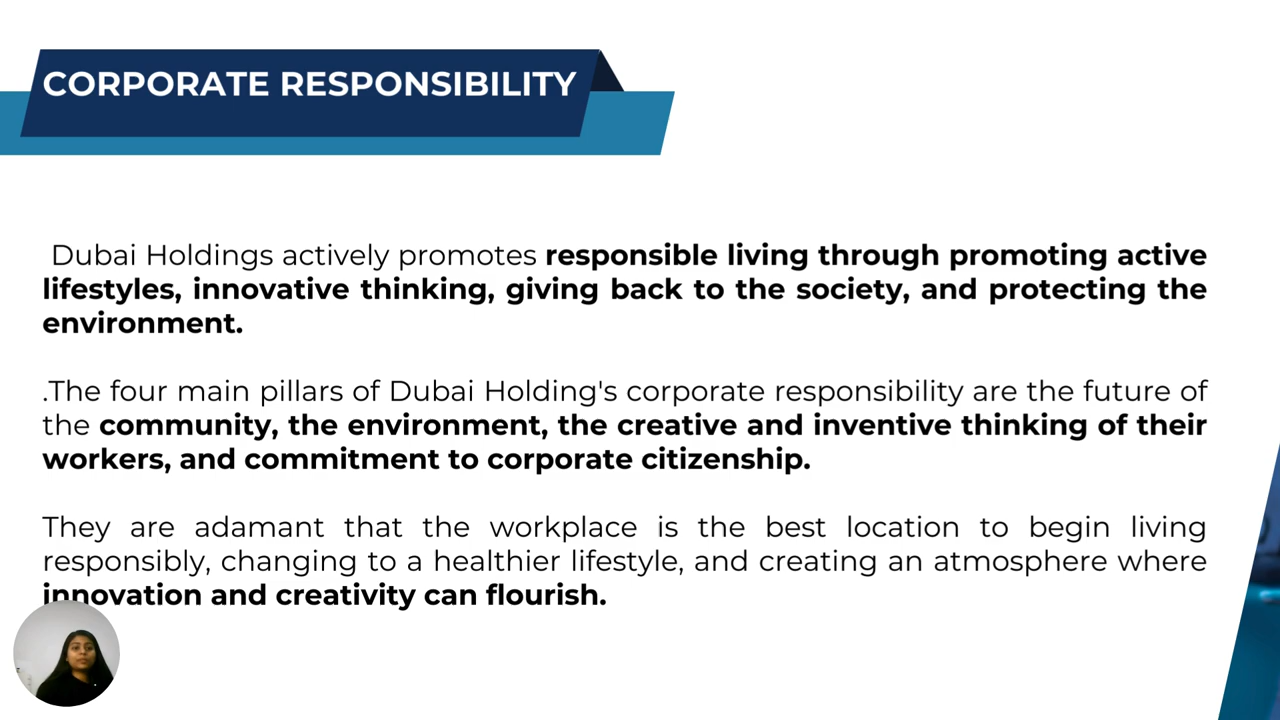 CORPORATE RESPONSIBILITY
Dubai Holdings actively promotes responsible living through promoting active
lifestyles, innovative thinking, giving back to the society, and protecting the
environment.
.The four main pillars of Dubai Holding's corporate responsibility are the future of
the community, the environment, the creative and inventive thinking of their
workers, and commitment to corporate citizenship.
They are adamant that the workplace is the best location to begin living
responsibly, changing to a healthier lifestyle, and creating an atmosphere where
innovation and creativity can flourish.